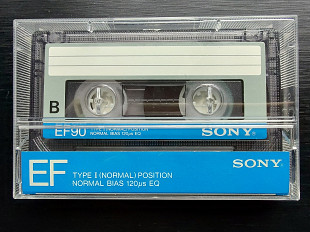 B
EF90 TYPE I (NORMAL) POSITION SONY
NORMAL BIAS 120µs EQ
EF TYPE I (NORMAL) POSITION SONY
NORMAL BIAS 120µs EQ